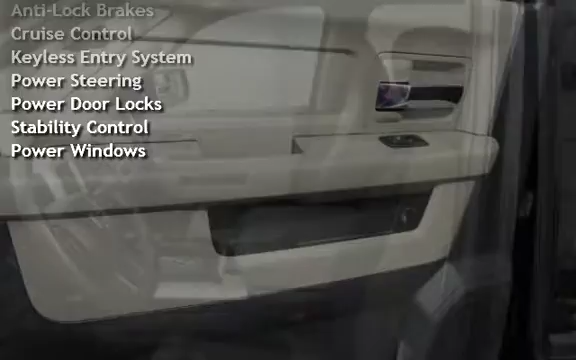 Anti-Lock Brakes
Cruise Control
Keyless Entry System
Power Steering
Power Door Locks
Stability Control
Power Windows